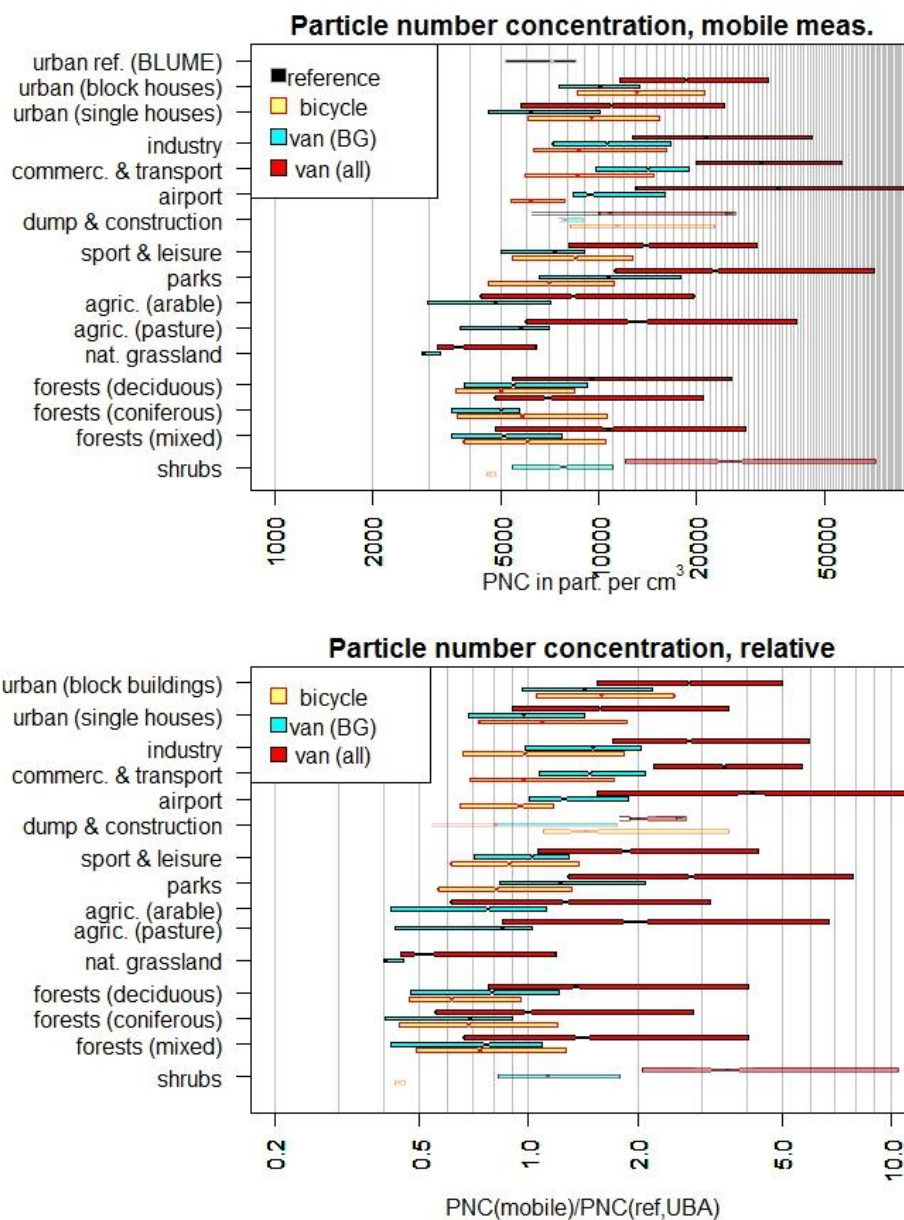 Particle number concentration, mobile meas.
urban ref. (BLUME)
urban (block houses)
urban (single houses)
industry
commerc. & transport
airport
dump & construction
sport & leisure
parks
agric. (arable)
agric. (pasture)
nat. grassland
forests (deciduous)
forests (coniferous)
forests (mixed)
shrubs
reference
bicycle
van (BG)
van (all)
1000
2000
5000
10000
20000
50000
PNC in part. per cm³
Particle number concentration, relative
urban (block buildings)
urban (single houses)
industry
commerc. & transport
airport
dump & construction
sport & leisure
parks
agric. (arable)
agric. (pasture)
nat. grassland
forests (deciduous)
forests (coniferous)
forests (mixed)
shrubs
bicycle
van (BG)
van (all)
0.2
0.5
1.0
2.0
5.0
10.0
PNC(mobile)/PNC(ref,UBA)